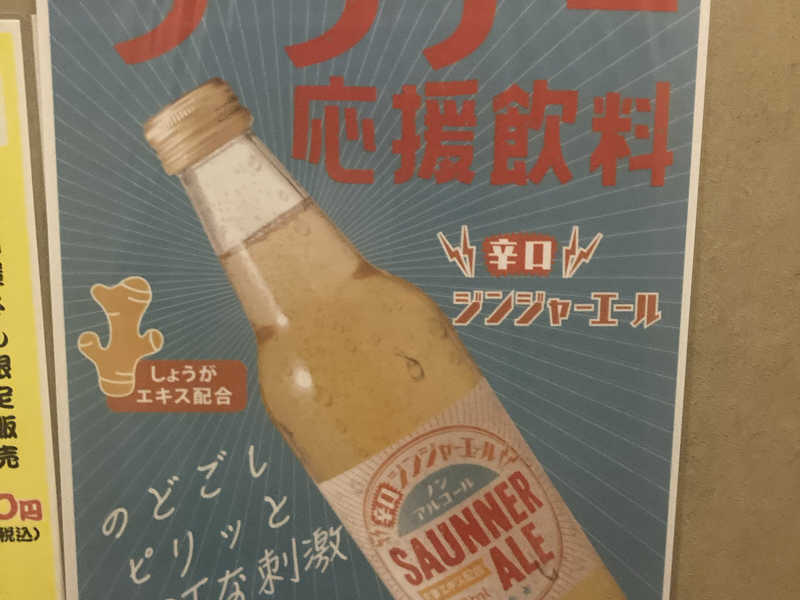 応援飲料
辛口
ジンジャーエール
しょうが
エキス配合
のどごし
ピリッと
な刺激
辛口ジンジャーエール
ノン
アルコール
SAUNNER
ALE
限定販売
0円
税込)